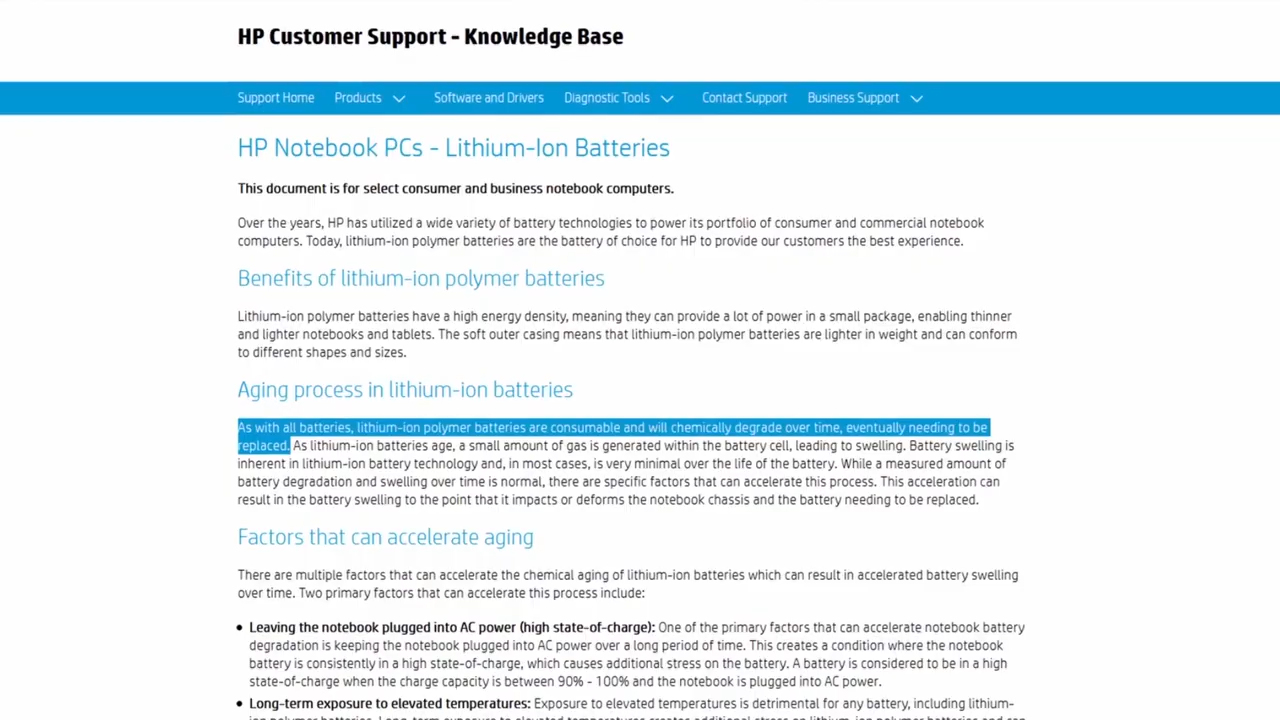 HP Customer Support - Knowledge Base
Support Home Products Software and Drivers Diagnostic Tools Contact Support Business Support
HP Notebook PCs - Lithium-Ion Batteries
This document is for select consumer and business notebook computers.
Over the years, HP has utilized a wide variety of battery technologies to power its portfolio of consumer and commercial notebook
computers. Today, lithium-ion polymer batteries are the battery of choice for HP to provide our customers the best experience.
Benefits of lithium-ion polymer batteries
Lithium-ion polymer batteries have a high energy density, meaning they can provide a lot of power in a small package, enabling thinner
and lighter notebooks and tablets. The soft outer casing means that lithium-ion polymer batteries are lighter in weight and can conform
to different shapes and sizes.
Aging process in lithium-ion batteries
As with all batteries, lithium-ion polymer batteries are consumable and will chemically degrade over time, eventually needing to be
replaced. As lithium-ion batteries age, a small amount of gas is generated within the battery cell, leading to swelling. Battery swelling is
inherent in lithium-ion battery technology and, in most cases, is very minimal over the life of the battery. While a measured amount of
battery degradation and swelling over time is normal, there are specific factors that can accelerate this process. This acceleration can
result in the battery swelling to the point that it impacts or deforms the notebook chassis and the battery needing to be replaced.
Factors that can accelerate aging
There are multiple factors that can accelerate the chemical aging of lithium-ion batteries which can result in accelerated battery swelling
over time. Two primary factors that can accelerate this process include:
• Leaving the notebook plugged into AC power (high state-of-charge): One of the primary factors that can accelerate notebook battery
degradation is keeping the notebook plugged into AC power over a long period of time. This creates a condition where the notebook
battery is consistently in a high state-of-charge, which causes additional stress on the battery. A battery is considered to be in a high
state-of-charge when the charge capacity is between 90% - 100% and the notebook is plugged into AC power.
• Long-term exposure to elevated temperatures: Exposure to elevated temperatures is detrimental for any battery, including lithium-
ion polymer batteries. Long-term exposure to elevated temperatures creates additional stress on lithium-ion polymer batteries and can